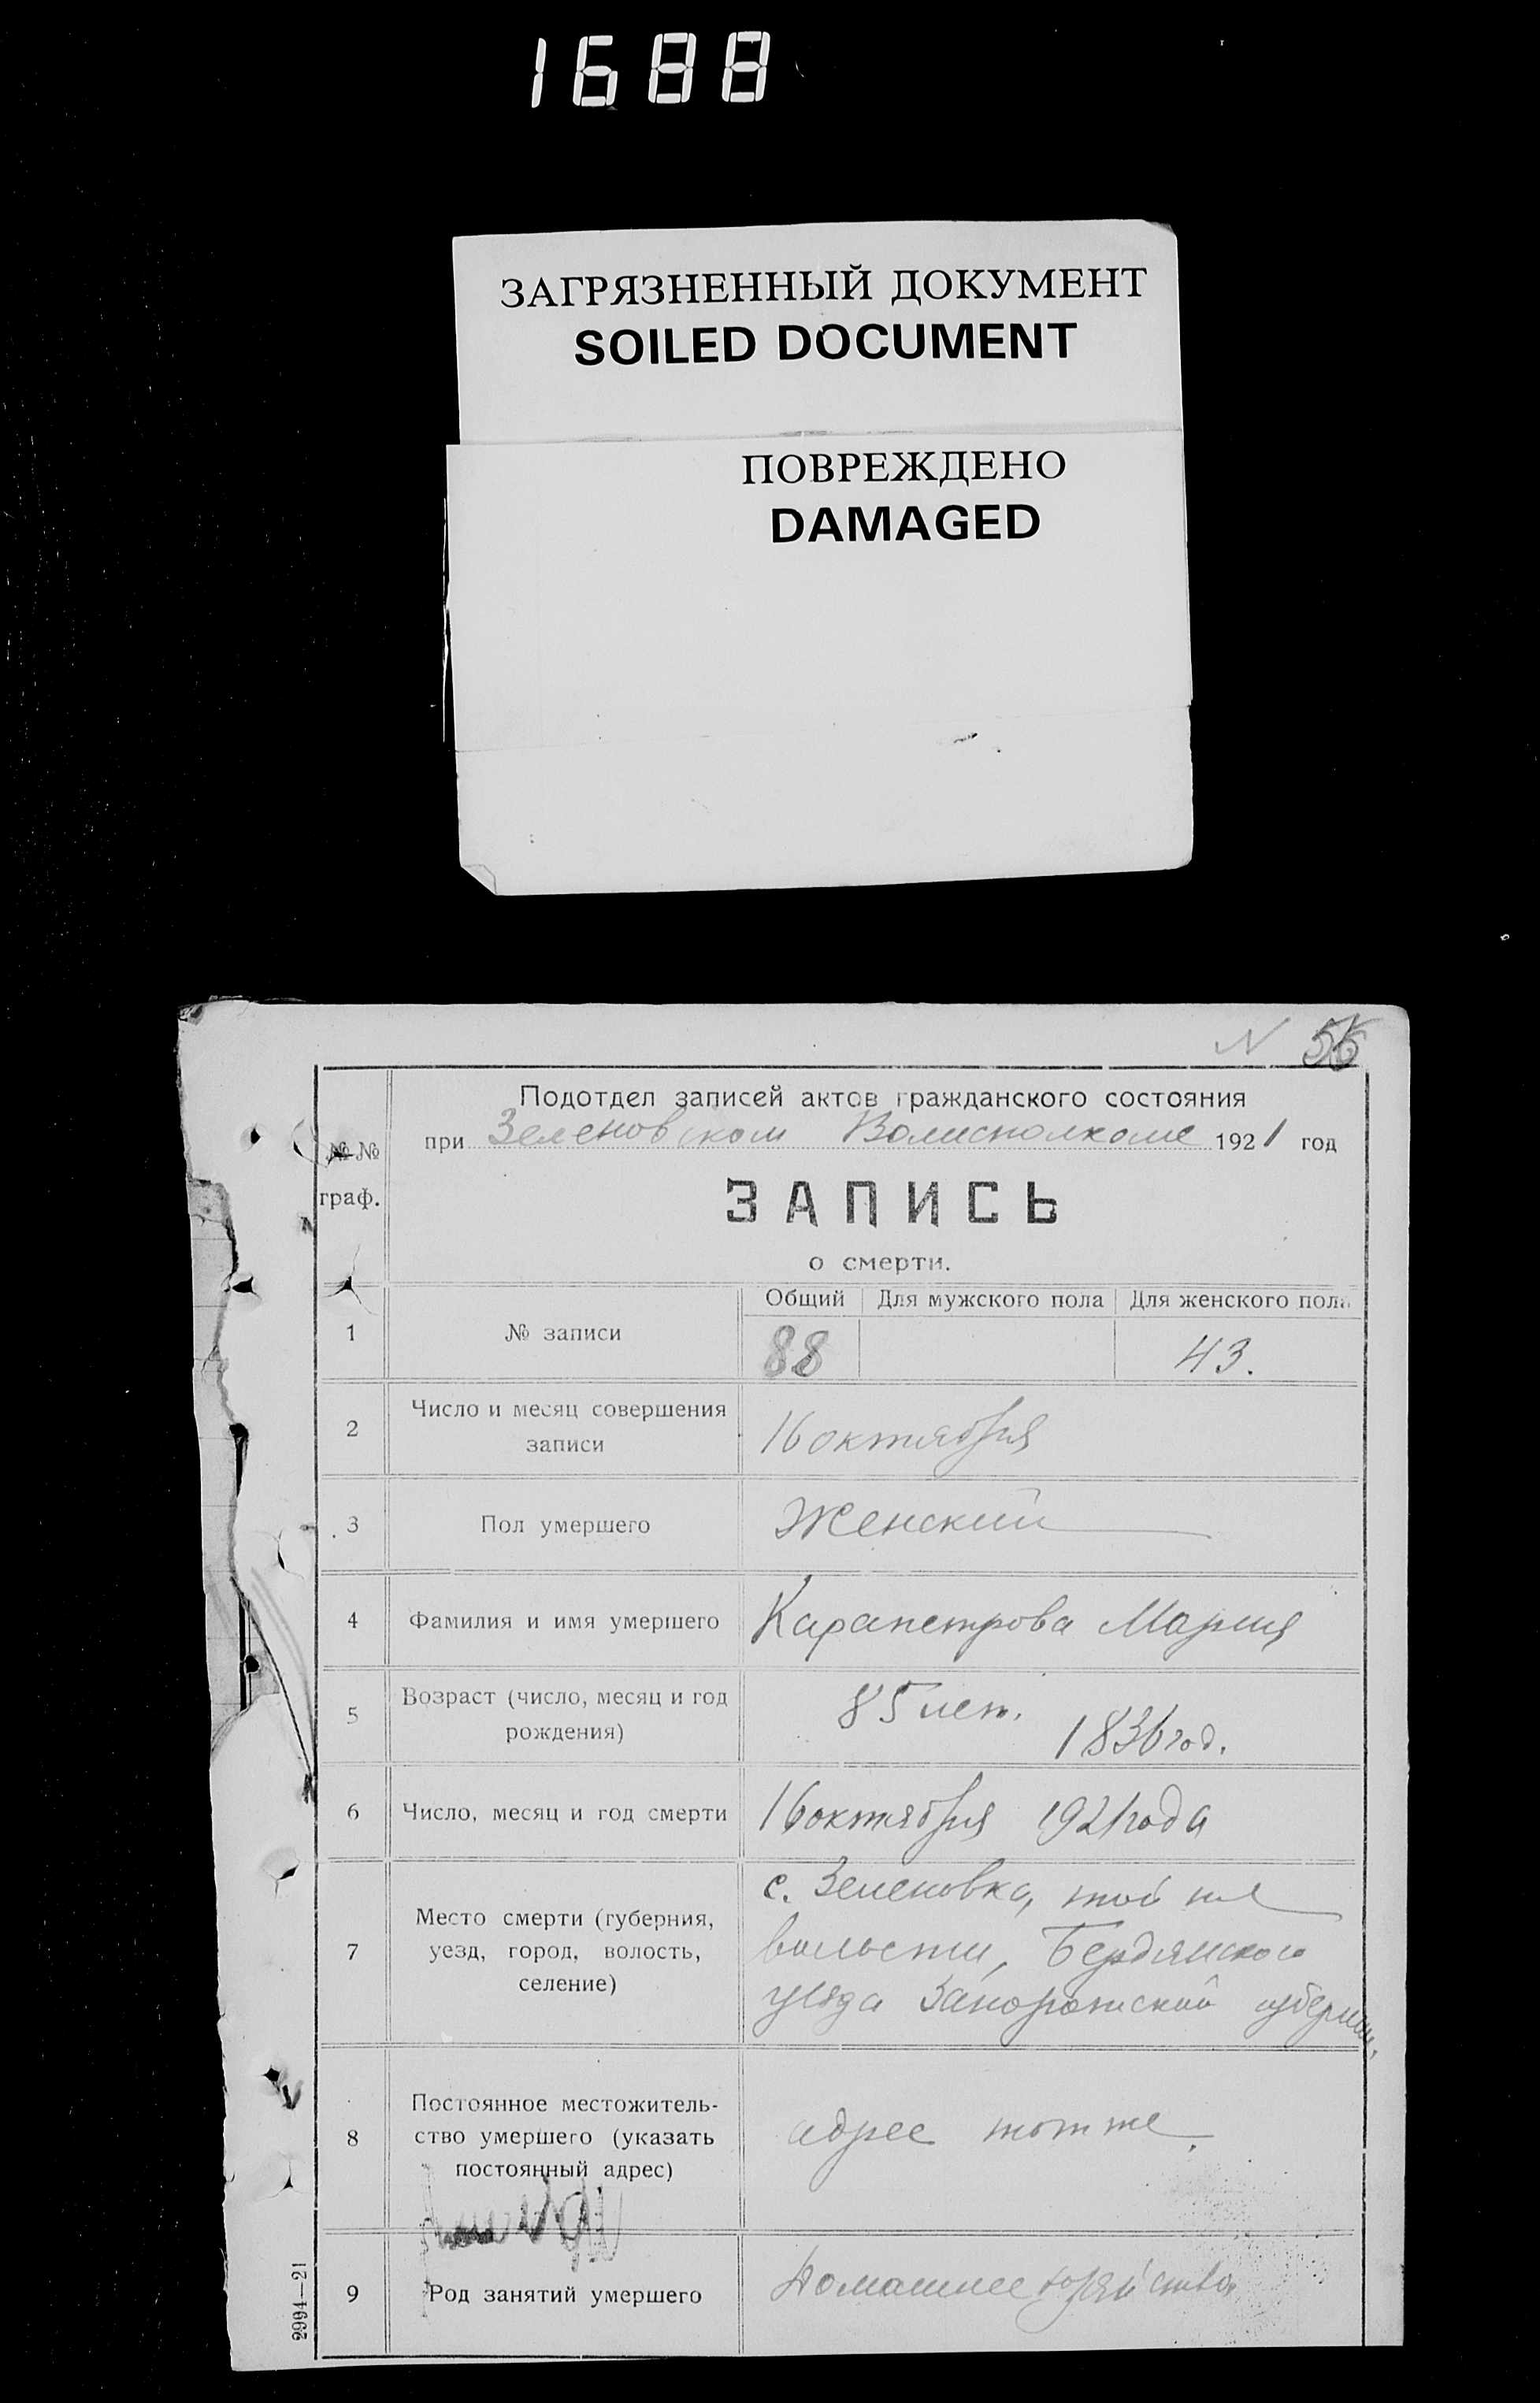 1688
ЗАГРЯЗНЕННЫЙ ДОКУМЕНТ
SOILED DOCUMENT
ПОВРЕЖДЕНО
DAMAGED
N 55
Подотдел записей актов гражданского состояния
при Зеленовском Волисполкоме 1921 год
№№
граф.
ЗАПИСЬ
о смерти.
Общий Для мужского пола Для женского пола
1 № записи 88 43.
2 Число и месяц совершения
записи 16 октября
3 Пол умершего Женский
4 Фамилия и имя умершего Карапетрова Мария
5 Возраст (число, месяц и год
рождения) 85 лет. 1836 год.
6 Число, месяц и год смерти 16 октября 1921 года
7 Место смерти (губерния,
уезд, город, волость,
селение)
с. Зеленовка, той же
волости, Бердянского
уезда Запорожской губернии.
8 Постоянное местожитель-
ство умершего (указать
постоянный адрес)
адрес тот же.
9 Род занятий умершего Домашнее хозяйство.
2994—21